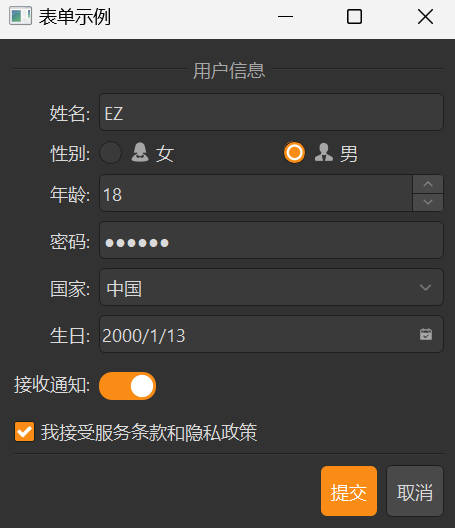 表单示例
用户信息
姓名: EZ
性别: 女 男
年龄: 18
密码: ●●●●●●
国家: 中国
生日: 2000/1/13
接收通知:
我接受服务条款和隐私政策
提交 取消